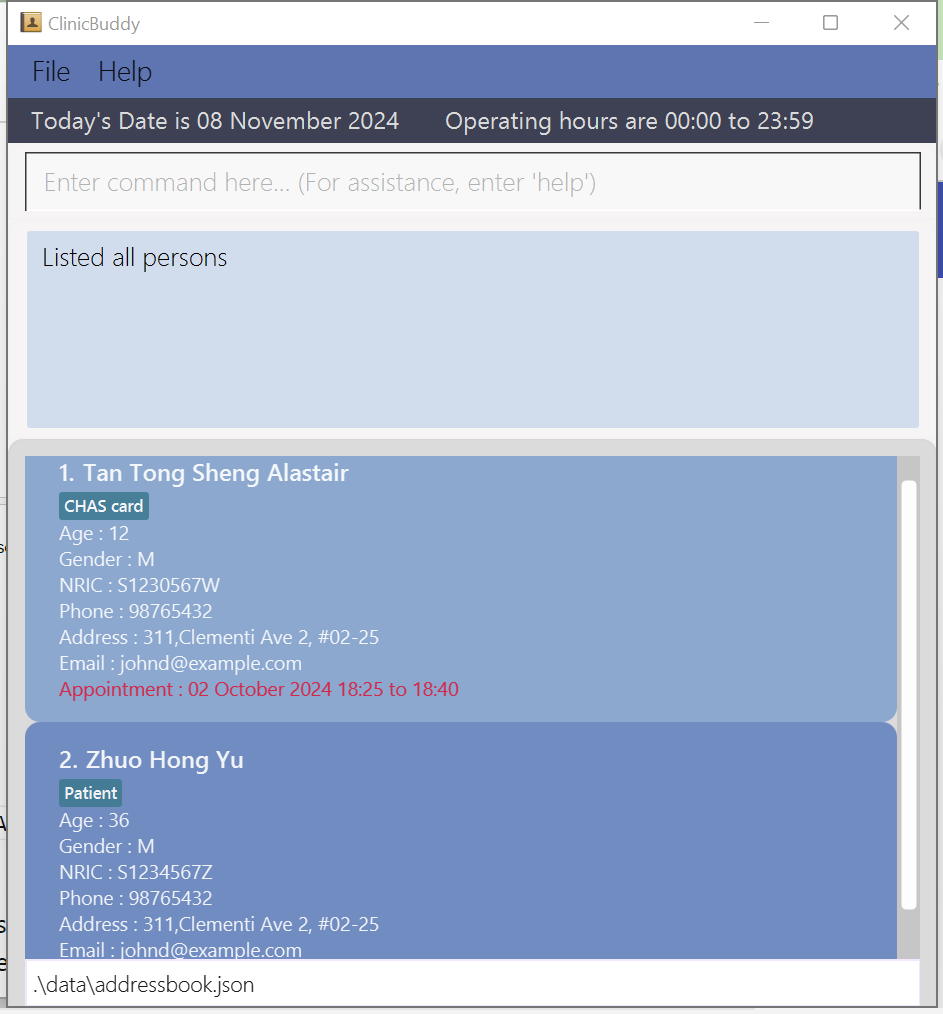 ClinicBuddy
File Help
Today's Date is 08 November 2024 Operating hours are 00:00 to 23:59
Enter command here... (For assistance, enter 'help')
Listed all persons
1. Tan Tong Sheng Alastair
CHAS card
Age : 12
Gender : M
NRIC : S1230567W
Phone : 98765432
Address : 311,Clementi Ave 2, #02-25
Email : johnd@example.com
Appointment : 02 October 2024 18:25 to 18:40
2. Zhuo Hong Yu
Patient
Age : 36
Gender : M
NRIC : S1234567Z
Phone : 98765432
Address : 311,Clementi Ave 2, #02-25
Email : johnd@example.com
.\data\addressbook.json